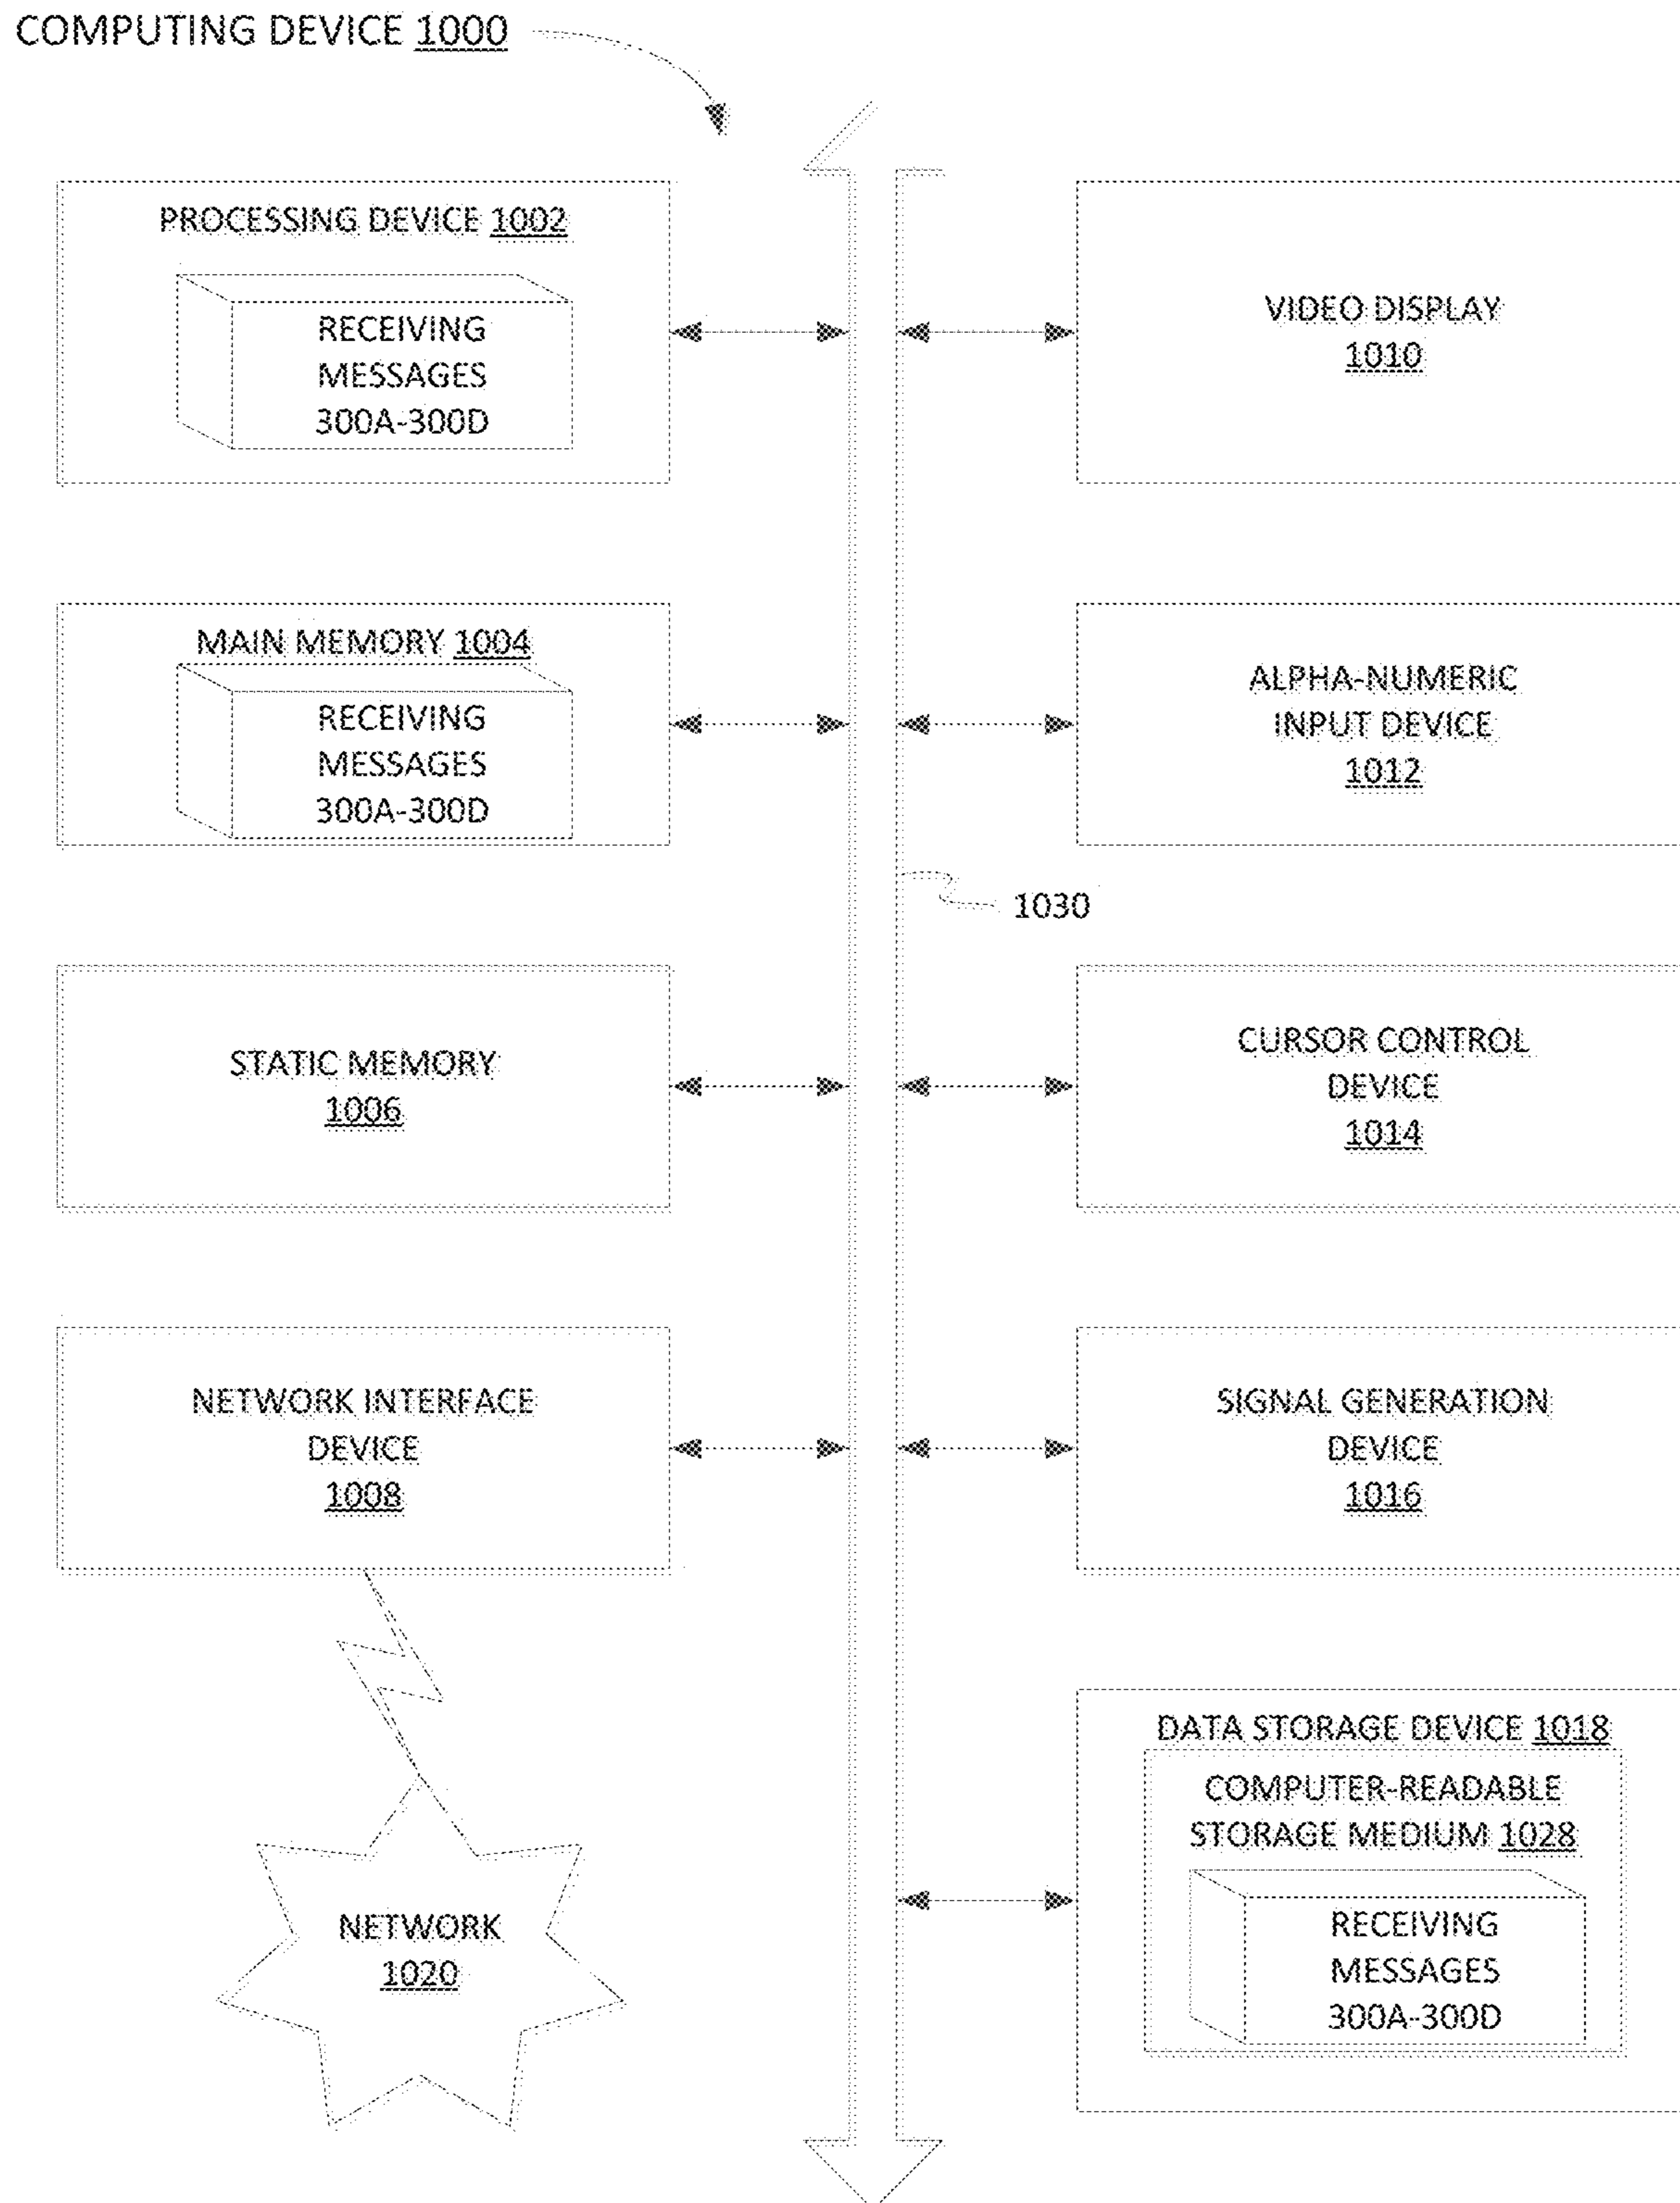 COMPUTING DEVICE 1000
PROCESSING DEVICE 1002
RECEIVING
MESSAGES
300A-300D
VIDEO DISPLAY
1010
MAIN MEMORY 1004
RECEIVING
MESSAGES
300A-300D
ALPHA-NUMERIC
INPUT DEVICE
1012
1030
STATIC MEMORY
1006
CURSOR CONTROL
DEVICE
1014
NETWORK INTERFACE
DEVICE
1008
SIGNAL GENERATION
DEVICE
1016
DATA STORAGE DEVICE 1018
COMPUTER-READABLE
STORAGE MEDIUM 1028
RECEIVING
MESSAGES
300A-300D
NETWORK
1020